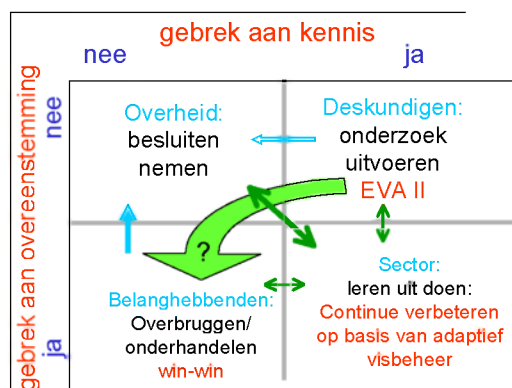 gebrek aan kennis
nee
ja
gebrek aan overeenstemming
nee
ja
Overheid:
besluiten
nemen
Deskundigen:
onderzoek
uitvoeren
EVA II
?
Belanghebbenden:
Overbruggen/
onderhandelen
win-win
Sector:
leren uit doen:
Continue verbeteren
op basis van adaptief
visbeheer